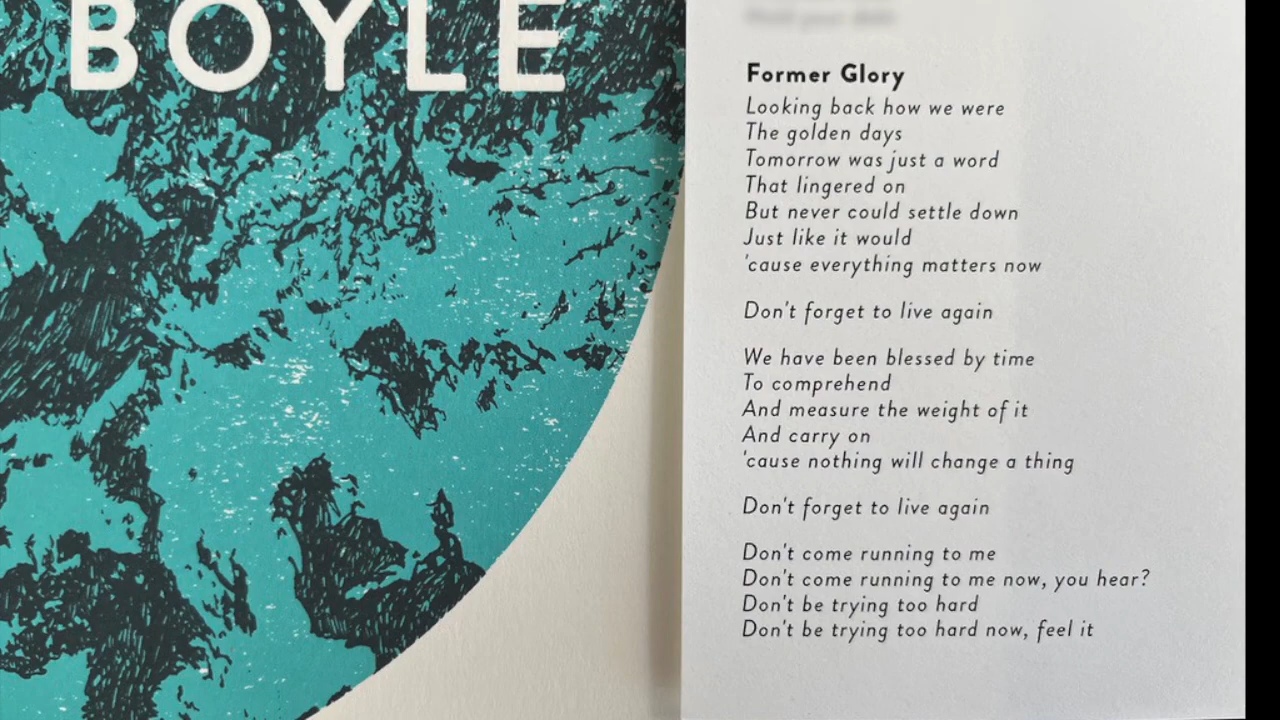 BOYLE
Former Glory
Looking back how we were
The golden days
Tomorrow was just a word
That lingered on
But never could settle down
Just like it would
'cause everything matters now
Don't forget to live again
We have been blessed by time
To comprehend
And measure the weight of it
And carry on
'cause nothing will change a thing
Don't forget to live again
Don't come running to me
Don't come running to me now, you hear?
Don't be trying too hard
Don't be trying too hard now, feel it